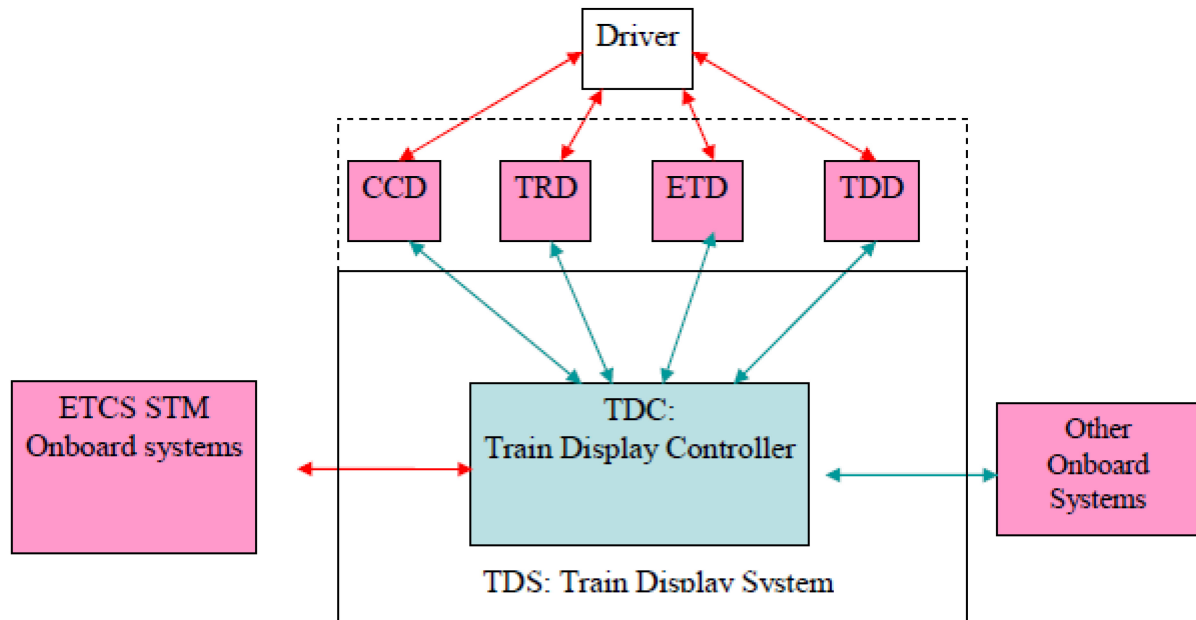 Driver
CCD
TRD
ETD
TDD
ETCS STM
Onboard systems
TDC:
Train Display Controller
Other
Onboard
Systems
TDS: Train Display System